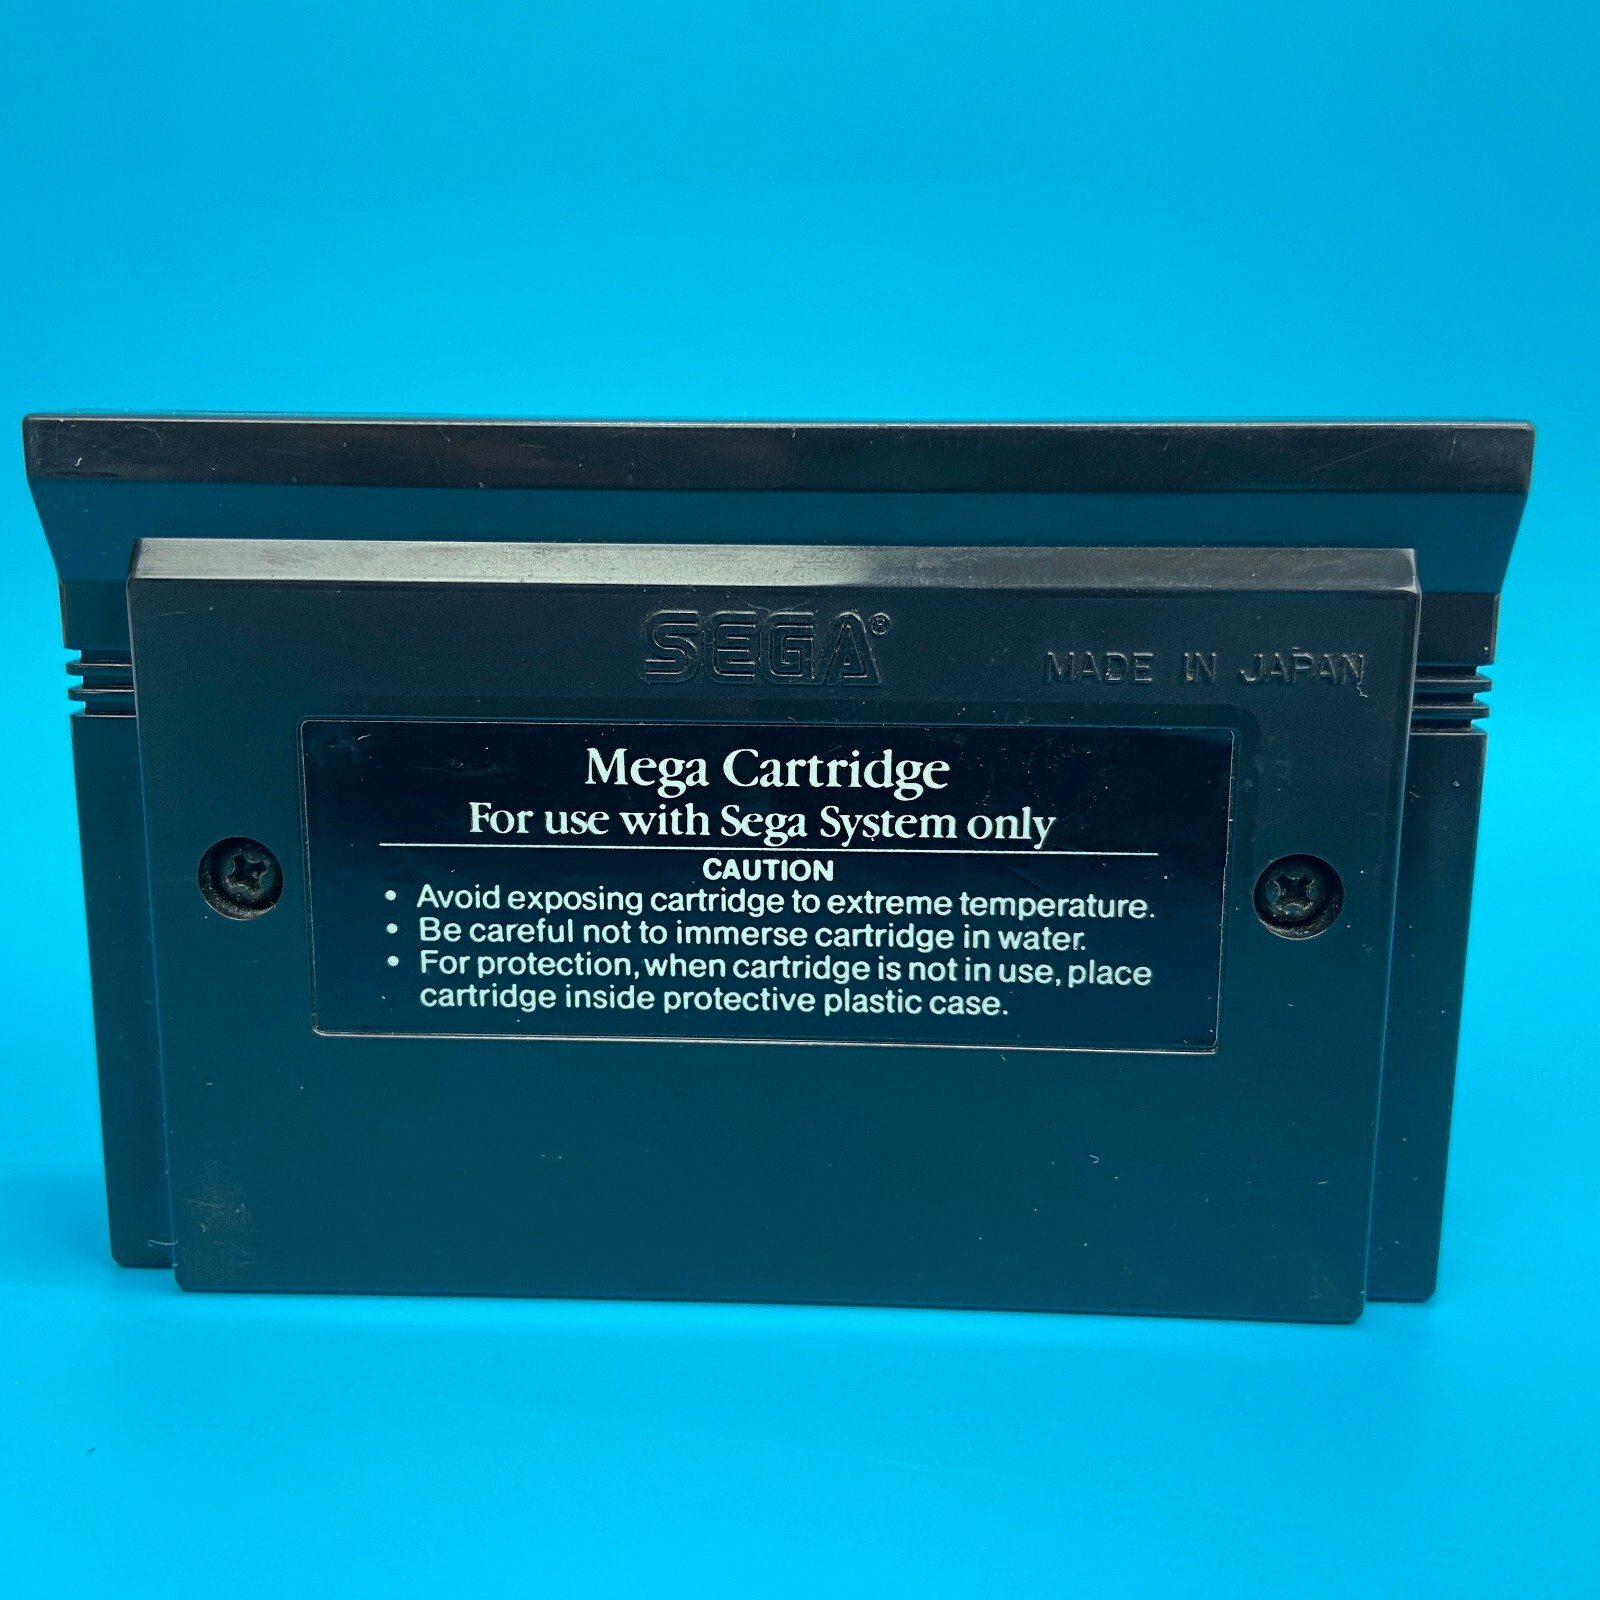 SEGA®
MADE IN JAPAN
Mega Cartridge
For use with Sega System only
CAUTION
• Avoid exposing cartridge to extreme temperature.
• Be careful not to immerse cartridge in water.
• For protection, when cartridge is not in use, place
cartridge inside protective plastic case.